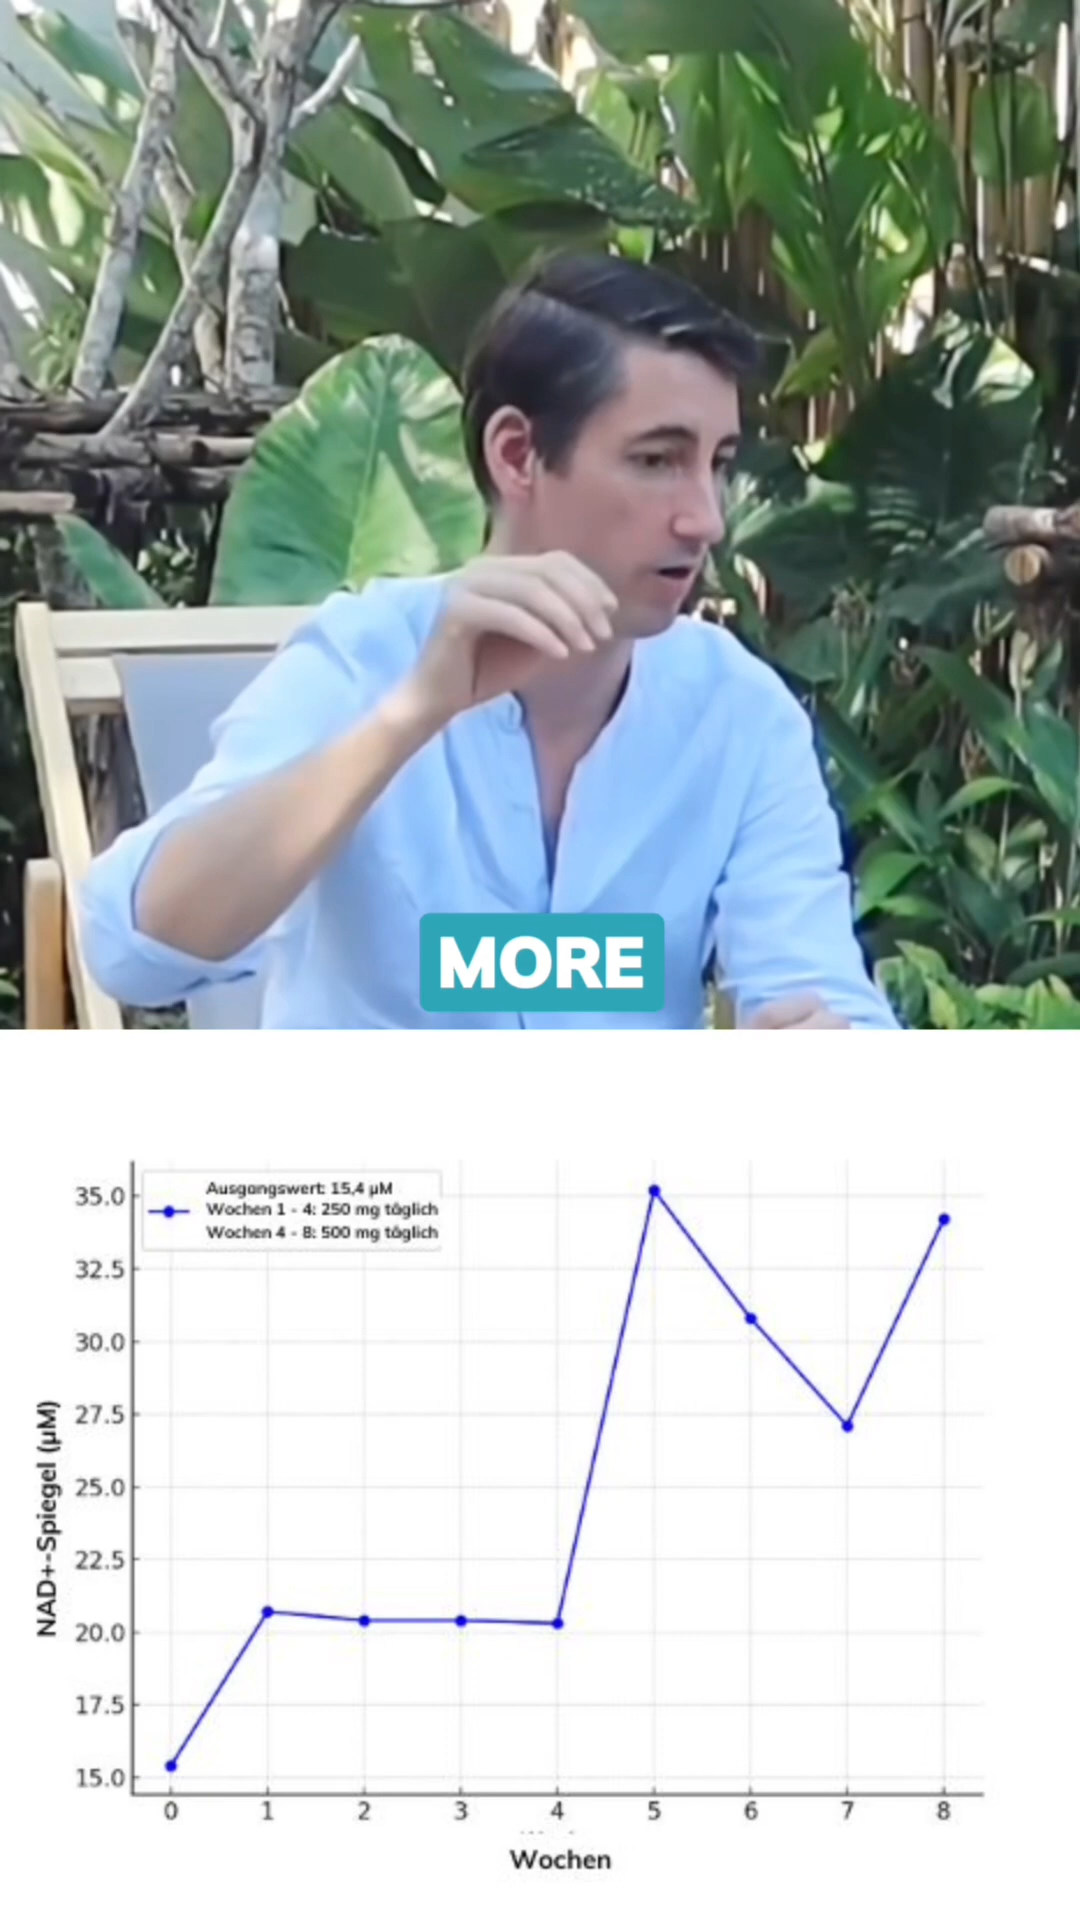 MORE
Ausgangswert: 15,4 µM
Wochen 1 - 4: 250 mg täglich
Wochen 4 - 8: 500 mg täglich
35.0
32.5
30.0
27.5
25.0
22.5
20.0
17.5
15.0
NAD+-Spiegel (µM)
0 1 2 3 4 5 6 7 8
Wochen